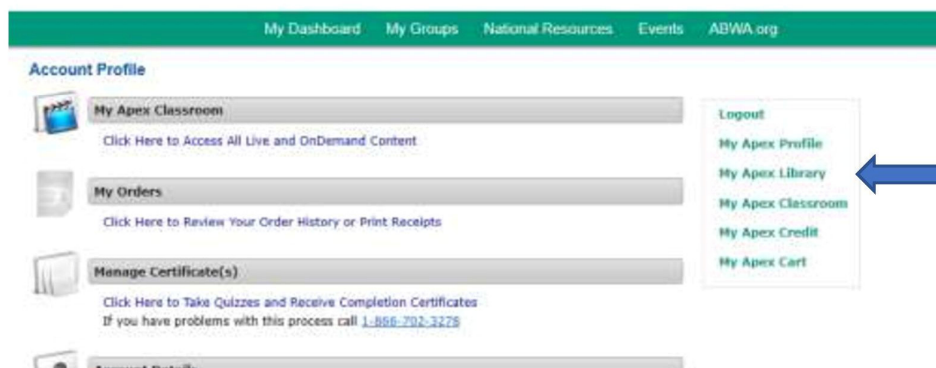 My Dashboard My Groups National Resources Events ABWA.org
Account Profile
My Apex Classroom
Click Here to Access All Live and OnDemand Content
My Orders
Click Here to Review Your Order History or Print Receipts
Manage Certificate(s)
Click Here to Take Quizzes and Receive Completion Certificates
If you have problems with this process call 1-866-702-3278
Account Details
Logout
My Apex Profile
My Apex Library
My Apex Classroom
My Apex Credit
My Apex Cart